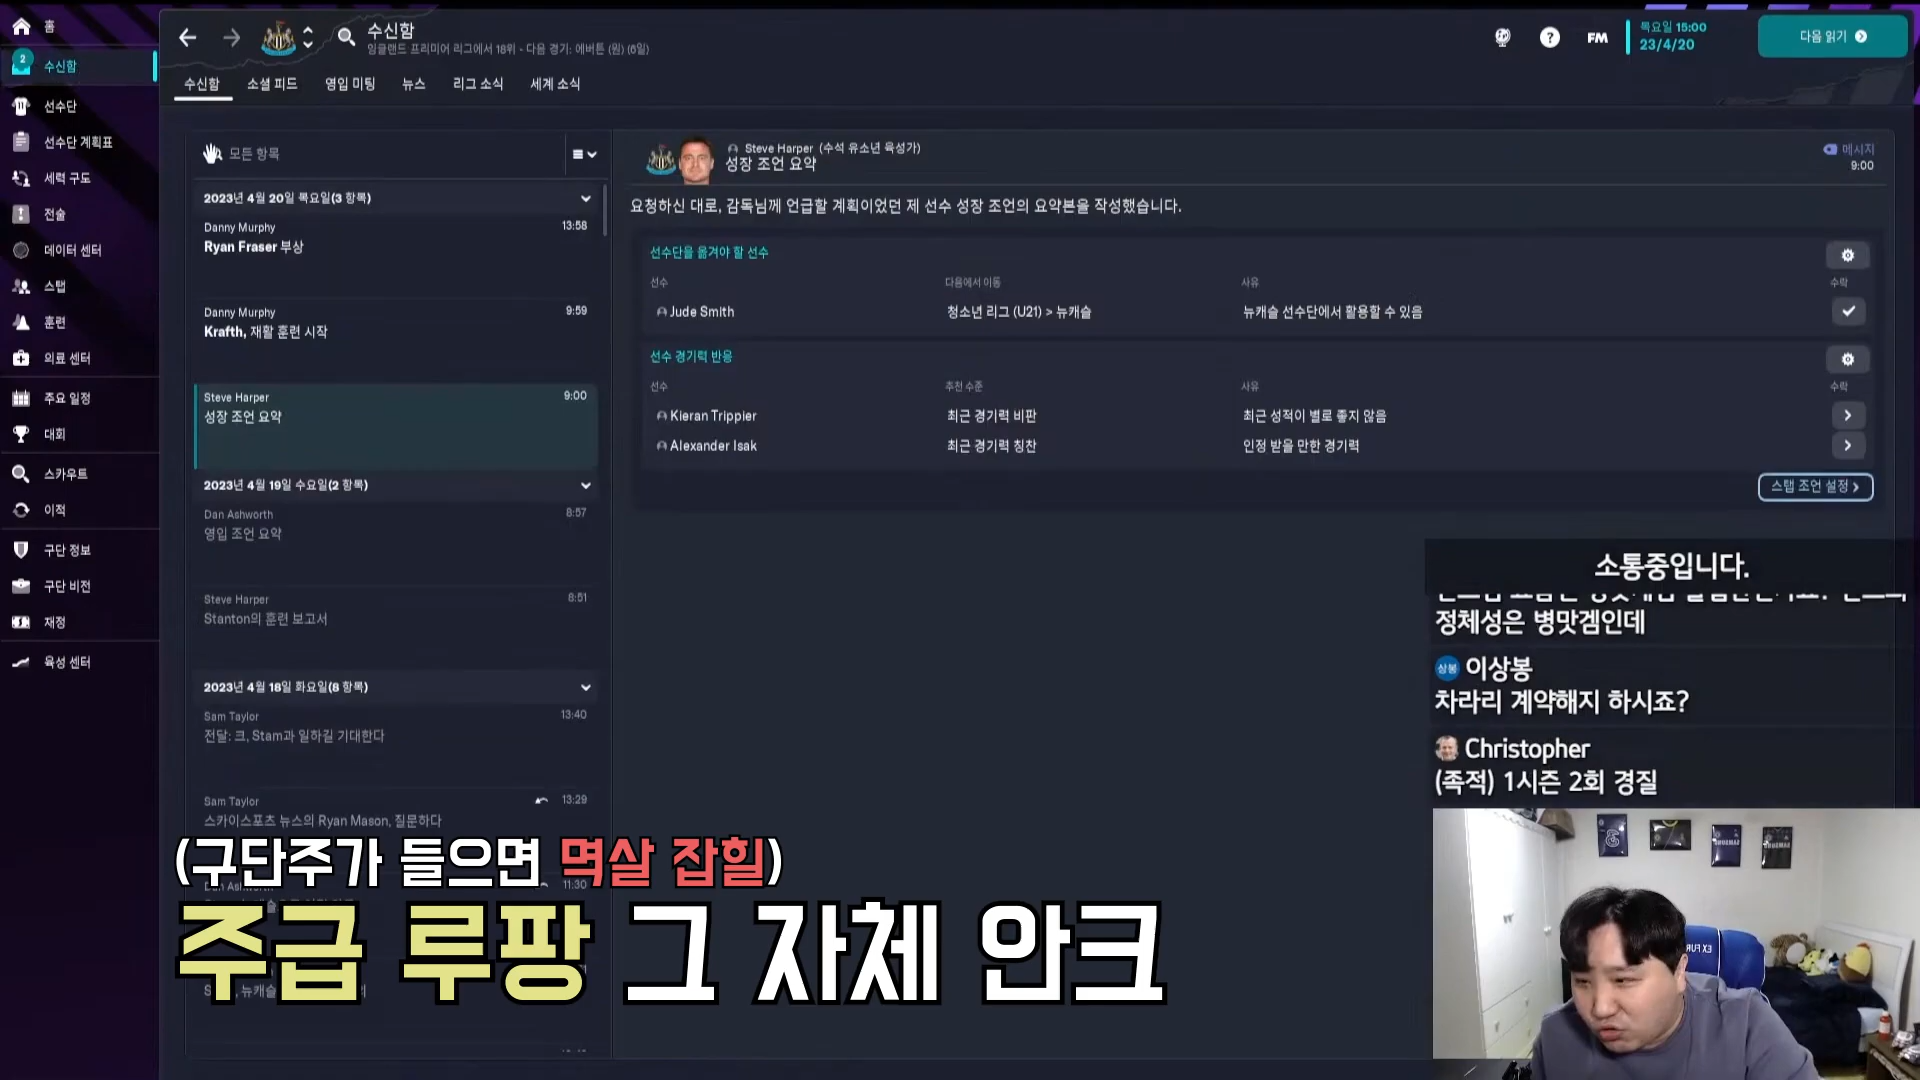 홈
수신함
잉글랜드 프리미어 리그에서 18위 - 다음 경기: 에버튼 (원) (6일)
FM
목요일 15:00
23/4/20
다음 읽기
2
수신함
선수단
선수단 계획표
세력 구도
전술
데이터 센터
스탭
훈련
의료 센터
주요 일정
대회
스카우트
이적
구단 정보
구단 비전
재정
육성 센터
수신함 소셜 피드 영입 미팅 뉴스 리그 소식 세계 소식
모든 항목
2023년 4월 20일 목요일(3 항목)
Danny Murphy 13:58
Ryan Fraser 부상
Danny Murphy 9:59
Krafth, 재활 훈련 시작
Steve Harper 9:00
성장 조언 요약
2023년 4월 19일 수요일(2 항목)
Dan Ashworth 8:57
영입 조언 요약
Steve Harper 8:51
Stanton의 훈련 보고서
2023년 4월 18일 화요일(8 항목)
Sam Taylor 13:40
전달: 크, Stam과 일하길 기대한다
Sam Taylor 13:29
스카이스포츠 뉴스의 Ryan Mason, 질문하다
11:30
Steve Harper (수석 유소년 육성가)
성장 조언 요약
메시지
9:00
요청하신 대로, 감독님께 언급할 계획이었던 제 선수 성장 조언의 요약본을 작성했습니다.
선수단을 옮겨야 할 선수
선수 다음에서 이동 사유 수락
Jude Smith 청소년 리그 (U21) > 뉴캐슬 뉴캐슬 선수단에서 활용할 수 있음
선수 경기력 반응
선수 추천 수준 사유 수락
Kieran Trippier 최근 경기력 비판 최근 성적이 별로 좋지 않음
Alexander Isak 최근 경기력 칭찬 인정 받을 만한 경기력
스탭 조언 설정
소통중입니다.
정체성은 병맛겜인데
상봉 이상봉
차라리 계약해지 하시죠?
Christopher
(족적) 1시즌 2회 경질
(구단주가 들으면 멱살 잡힐)
주급 루팡 그 자체 안크